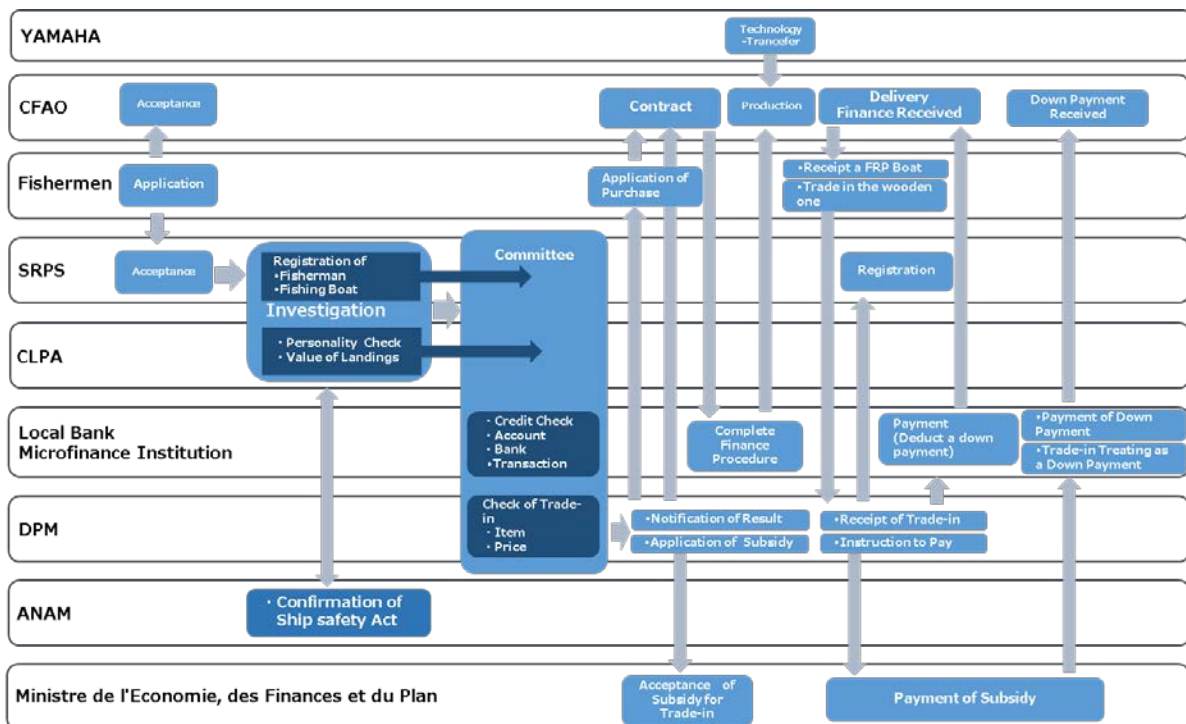 YAMAHA
Technology
-Trancefer
CFAO
Acceptance
Contract
Production
Delivery
Finance Received
Down Payment
Received
Fishermen
Application
Application of
Purchase
•Receipt a FRP Boat
•Trade in the wooden
one
SRPS
Acceptance
Registration of
•Fisherman
•Fishing Boat
Investigation
Committee
Registration
CLPA
· Personality Check
· Value of Landings
Local Bank
Microfinance Institution
· Credit Check
· Account
· Bank
•Transaction
Complete
Finance
Procedure
Payment
(Deduct a down
payment)
•Payment of Down
Payment
•Trade-in Treating as
a Down Payment
DPM
Check of Trade-
in
· Item
· Price
•Notification of Result
•Application of Subsidy
•Receipt of Trade-in
•Instruction to Pay
ANAM
· Confirmation of
Ship safety Act
Ministre de l'Economie, des Finances et du Plan
Acceptance of
Subsidy for
Trade-in
Payment of Subsidy